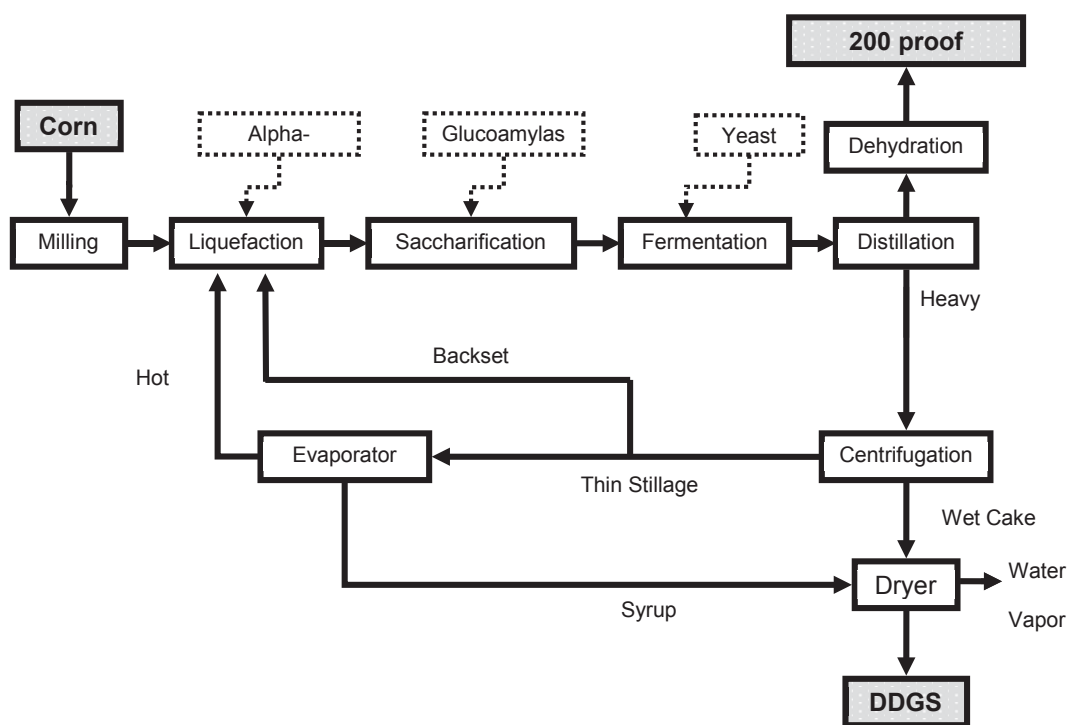 200 proof
Corn
Alpha-
Glucoamylas
Yeast
Dehydration
Milling
Liquefaction
Saccharification
Fermentation
Distillation
Heavy
Backset
Hot
Evaporator
Centrifugation
Thin Stillage
Wet Cake
Dryer
Water
Vapor
Syrup
DDGS